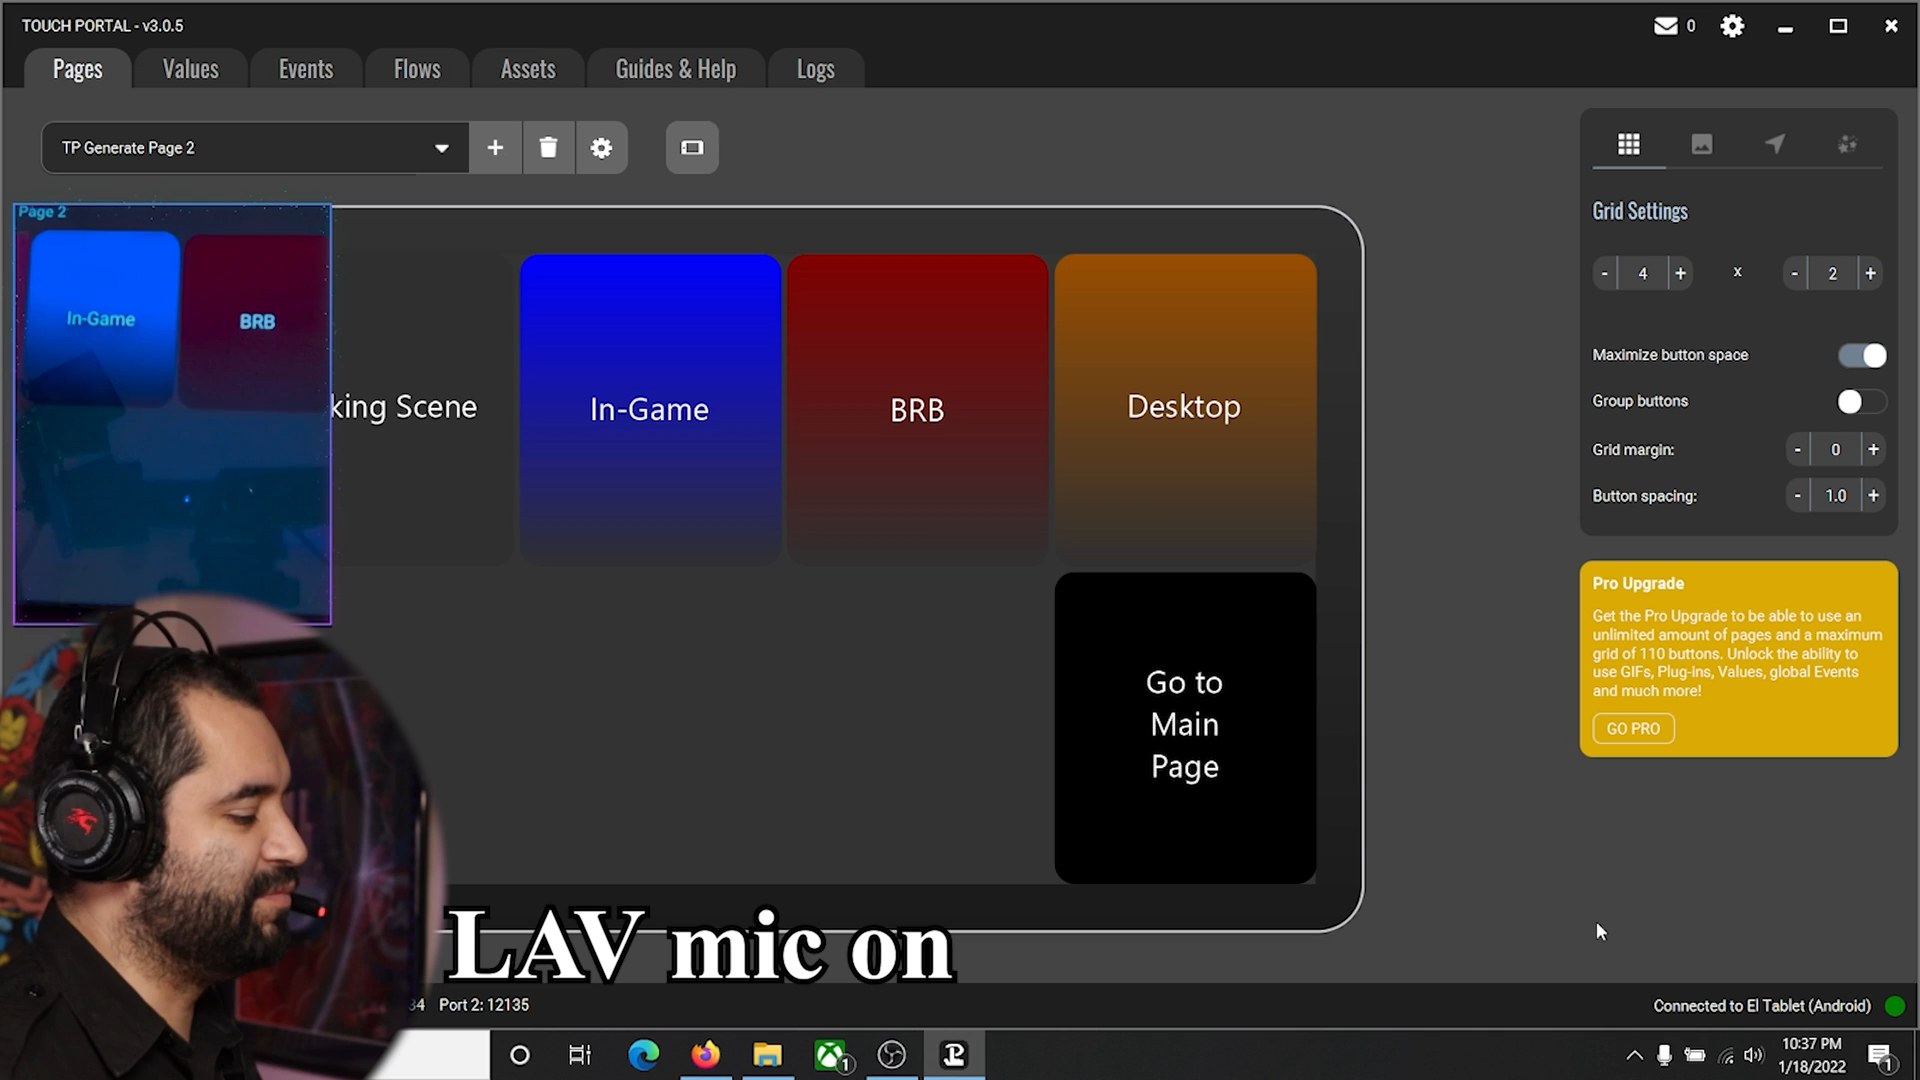 TOUCH PORTAL - v3.0.5
0
Pages
Values
Events
Flows
Assets
Guides & Help
Logs
TP Generate Page 2
Grid Settings
- 4 + x - 2 +
Maximize button space
Group buttons
Grid margin: - 0 +
Button spacing: - 1.0 +
Page 2
In-Game
BRB
king Scene
In-Game
BRB
Desktop
Go to
Main
Page
Pro Upgrade
Get the Pro Upgrade to be able to use an
unlimited amount of pages and a maximum
grid of 110 buttons. Unlock the ability to
use GIFs, Plug-ins, Values, global Events
and much more!
GO PRO
LAV mic on
34 Port 2: 12135
Connected to El Tablet (Android)
1
10:37 PM
1/18/2022
1